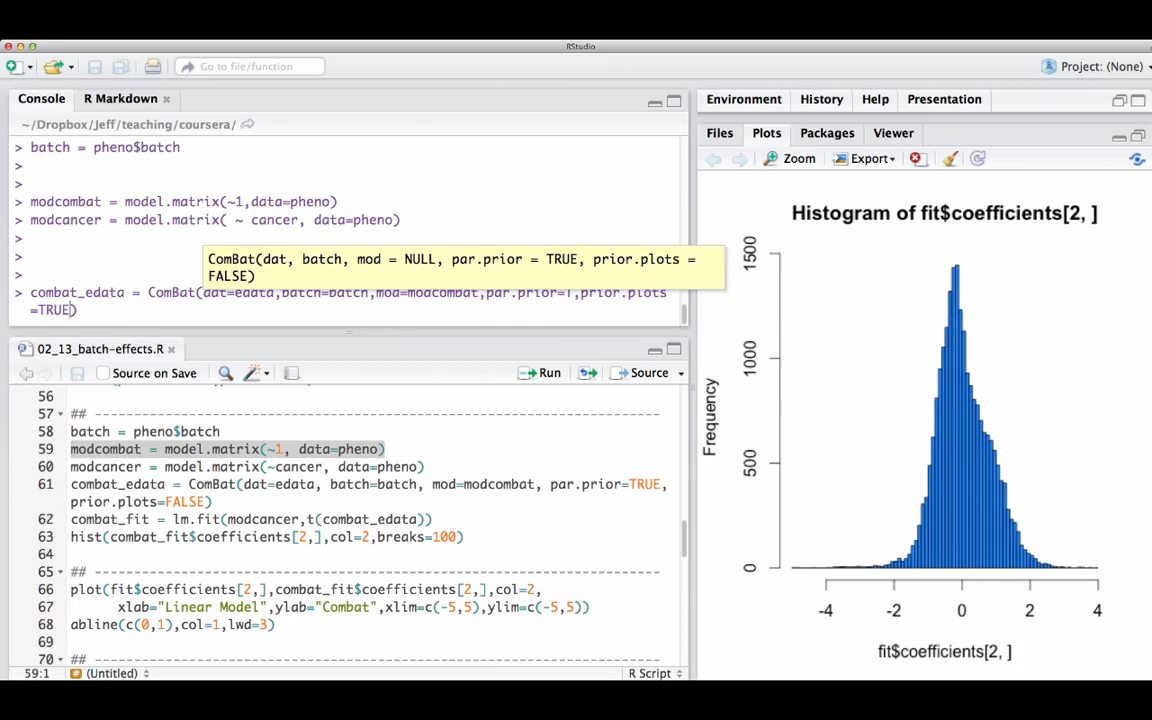 RStudio
Go to file/function
Project: (None)
Console R Markdown
~/Dropbox/Jeff/teaching/coursera/
> batch = pheno$batch
>
>
> modcombat = model.matrix(~1,data=pheno)
> modcancer = model.matrix( ~ cancer, data=pheno)
>
>
>
ComBat(dat, batch, mod = NULL, par.prior = TRUE, prior.plots =
FALSE)
> combat_edata = ComBat(dat=edata,batch=batch,mod=modcombat,par.prior=T,prior.plots
=TRUE)
02_13_batch-effects.R
Source on Save
Run
Source
56
57 ## ---------------------------------------------------------------------------
58 batch = pheno$batch
59 modcombat = model.matrix(~1, data=pheno)
60 modcancer = model.matrix(~cancer, data=pheno)
61 combat_edata = ComBat(dat=edata, batch=batch, mod=modcombat, par.prior=TRUE,
prior.plots=FALSE)
62 combat_fit = lm.fit(modcancer,t(combat_edata))
63 hist(combat_fit$coefficients[2,],col=2,breaks=100)
64
65 ## ---------------------------------------------------------------------------
66 plot(fit$coefficients[2,],combat_fit$coefficients[2,],col=2,
67 xlab="Linear Model",ylab="Combat",xlim=c(-5,5),ylim=c(-5,5))
68 abline(c(0,1),col=1,lwd=3)
69
70 ## ---------------------------------------------------------------------------
59:1 (Untitled) R Script
Environment History Help Presentation
Files Plots Packages Viewer
Zoom Export
Histogram of fit$coefficients[2, ]
Frequency
1500
1000
500
0
-4 -2 0 2 4
fit$coefficients[2, ]